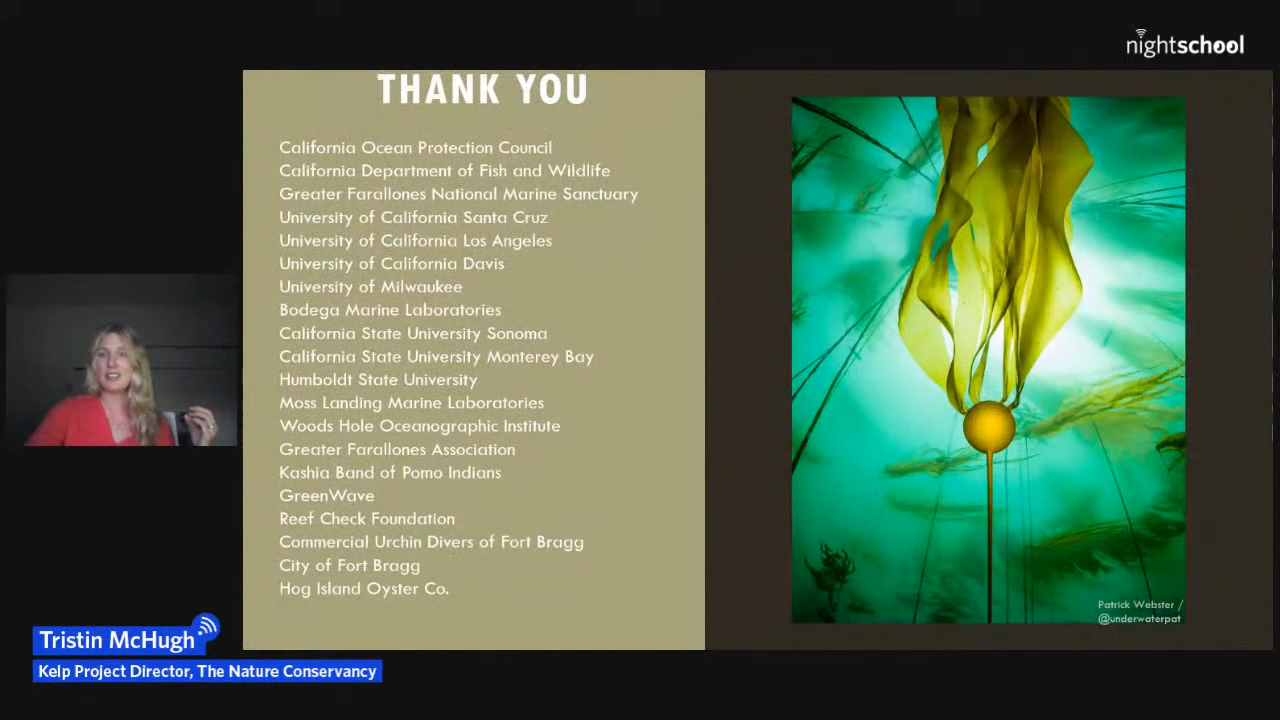 nightschool
THANK YOU
California Ocean Protection Council
California Department of Fish and Wildlife
Greater Farallones National Marine Sanctuary
University of California Santa Cruz
University of California Los Angeles
University of California Davis
University of Milwaukee
Bodega Marine Laboratories
California State University Sonoma
California State University Monterey Bay
Humboldt State University
Moss Landing Marine Laboratories
Woods Hole Oceanographic Institute
Greater Farallones Association
Kashia Band of Pomo Indians
GreenWave
Reef Check Foundation
Commercial Urchin Divers of Fort Bragg
City of Fort Bragg
Hog Island Oyster Co.
Patrick Webster /
@underwaterpat
Tristin McHugh
Kelp Project Director, The Nature Conservancy